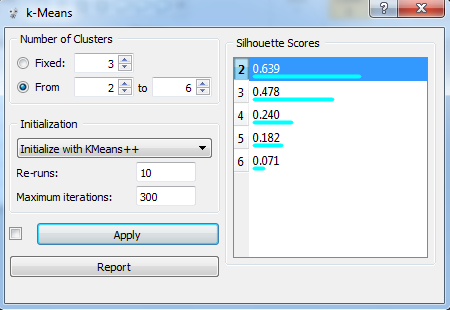 k-Means
Number of Clusters
Fixed: 3
From 2 to 6
Initialization
Initialize with KMeans++
Re-runs: 10
Maximum iterations: 300
Apply
Report
Silhouette Scores
2 0.639
3 0.478
4 0.240
5 0.182
6 0.071